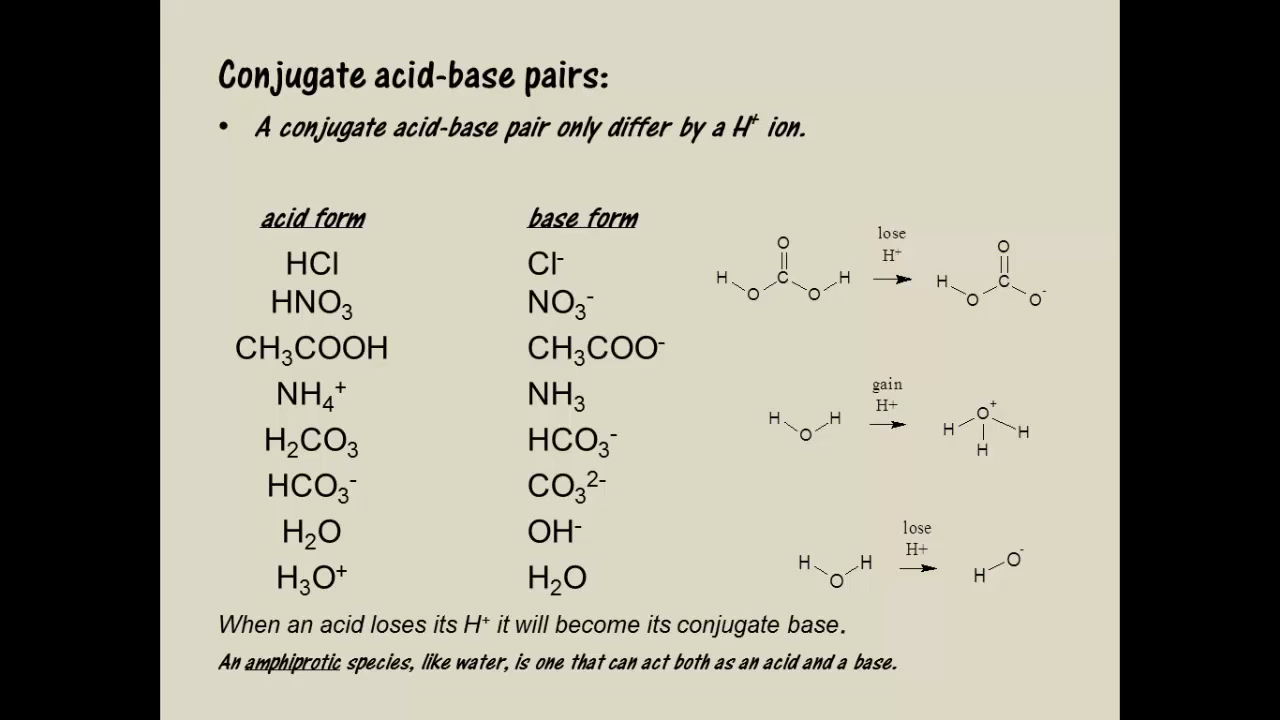 Conjugate acid-base pairs:
• A conjugate acid-base pair only differ by a H⁺ ion.
acid form base form
HCl Cl⁻
HNO₃ NO₃⁻
CH₃COOH CH₃COO⁻
NH₄⁺ NH₃
H₂CO₃ HCO₃⁻
HCO₃⁻ CO₃²⁻
H₂O OH⁻
H₃O⁺ H₂O
O
H O C O H
lose
H⁺
O
H O C O⁻
H O H
gain
H+
O⁺
H H
H
H O H
lose
H+
H O⁻
When an acid loses its H⁺ it will become its conjugate base.
An amphiprotic species, like water, is one that can act both as an acid and a base.